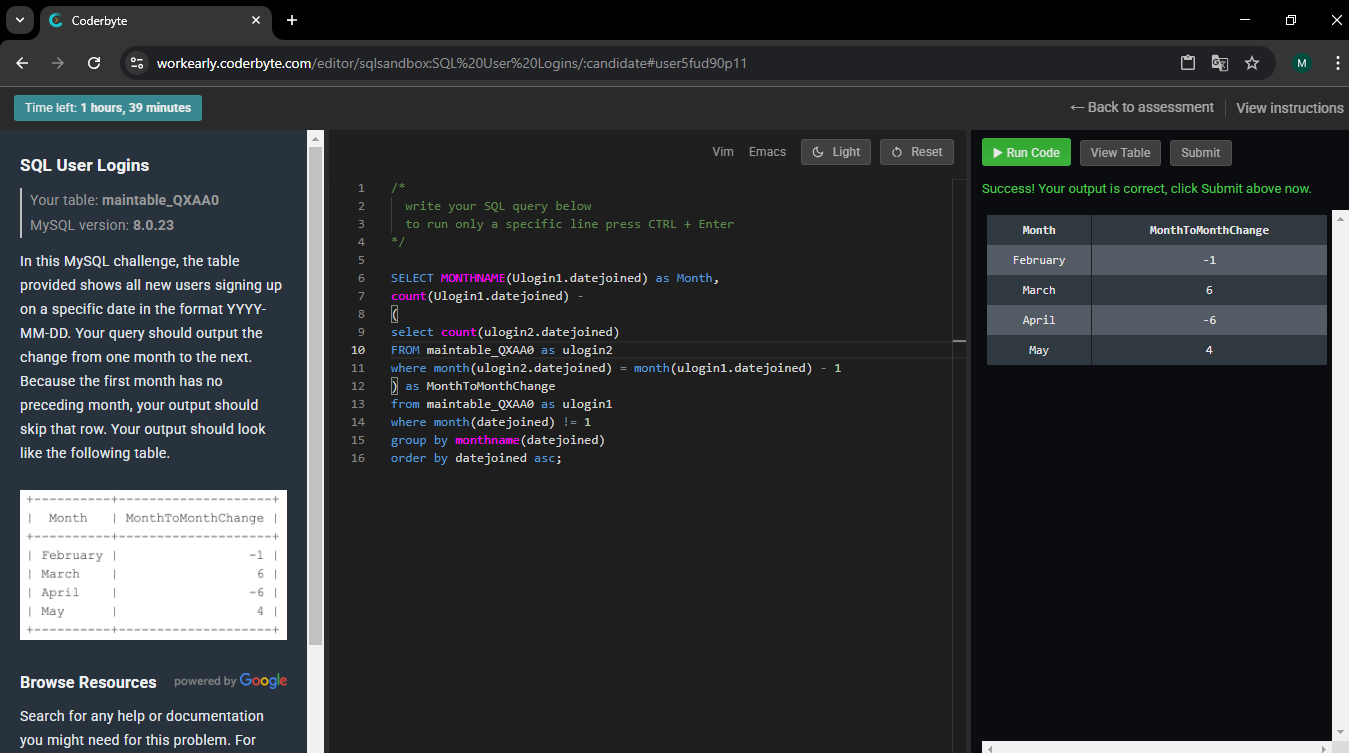 Coderbyte
workearly.coderbyte.com/editor/sqlsandbox:SQL%20User%20Logins/:candidate#user5fud90p11
M
Time left: 1 hours, 39 minutes
← Back to assessment
View instructions
SQL User Logins
Your table: maintable_QXAA0
MySQL version: 8.0.23
In this MySQL challenge, the table
provided shows all new users signing up
on a specific date in the format YYYY-
MM-DD. Your query should output the
change from one month to the next.
Because the first month has no
preceding month, your output should
skip that row. Your output should look
like the following table.
+-----------+--------------------+
| Month | MonthToMonthChange |
+-----------+--------------------+
| February | -1 |
| March | 6 |
| April | -6 |
| May | 4 |
+-----------+--------------------+
Browse Resources powered by Google
Search for any help or documentation
you might need for this problem. For
Vim Emacs Light Reset
1 /*
2 write your SQL query below
3 to run only a specific line press CTRL + Enter
4 */
5
6 SELECT MONTHNAME(Ulogin1.datejoined) as Month,
7 count(Ulogin1.datejoined) -
8 (
9 select count(ulogin2.datejoined)
10 FROM maintable_QXAA0 as ulogin2
11 where month(ulogin2.datejoined) = month(ulogin1.datejoined) - 1
12 ) as MonthToMonthChange
13 from maintable_QXAA0 as ulogin1
14 where month(datejoined) != 1
15 group by monthname(datejoined)
16 order by datejoined asc;
Run Code View Table Submit
Success! Your output is correct, click Submit above now.
Month MonthToMonthChange
February -1
March 6
April -6
May 4